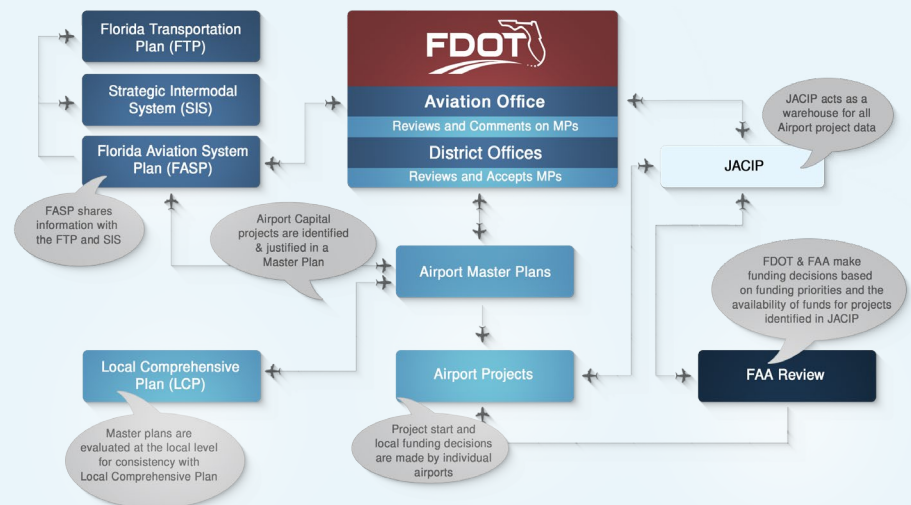 Florida Transportation
Plan (FTP)
Strategic Intermodal
System (SIS)
Florida Aviation System
Plan (FASP)
FASP shares
information with
the FTP and SIS
FDOT
Aviation Office
Reviews and Comments on MPs
District Offices
Reviews and Accepts MPs
JACIP acts as a
warehouse for all
Airport project data
JACIP
Airport Capital
projects are identified
& justified in a
Master Plan
Airport Master Plans
FDOT & FAA make
funding decisions based
on funding priorities and the
availability of funds for projects
identified in JACIP
Local Comprehensive
Plan (LCP)
Airport Projects
FAA Review
Master plans are
evaluated at the local level
for consistency with
Local Comprehensive Plan
Project start and
local funding decisions
are made by individual
airports